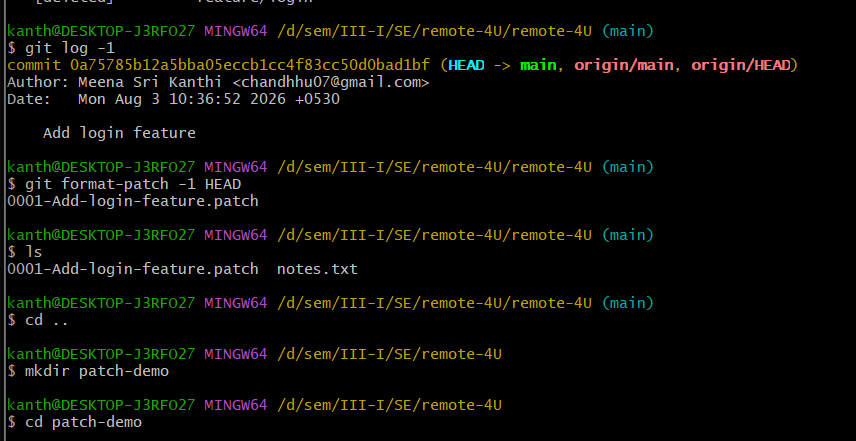 [deleted]         feature/login
kanth@DESKTOP-J3RFO27 MINGW64 /d/sem/III-I/SE/remote-4U/remote-4U (main)
$ git log -1
commit 0a75785b12a5bba05eccb1cc4f83cc50d0bad1bf (HEAD -> main, origin/main, origin/HEAD)
Author: Meena Sri Kanthi <chandhhu07@gmail.com>
Date:   Mon Aug 3 10:36:52 2026 +0530
    Add login feature
kanth@DESKTOP-J3RFO27 MINGW64 /d/sem/III-I/SE/remote-4U/remote-4U (main)
$ git format-patch -1 HEAD
0001-Add-login-feature.patch
kanth@DESKTOP-J3RFO27 MINGW64 /d/sem/III-I/SE/remote-4U/remote-4U (main)
$ ls
0001-Add-login-feature.patch  notes.txt
kanth@DESKTOP-J3RFO27 MINGW64 /d/sem/III-I/SE/remote-4U/remote-4U (main)
$ cd ..
kanth@DESKTOP-J3RFO27 MINGW64 /d/sem/III-I/SE/remote-4U
$ mkdir patch-demo
kanth@DESKTOP-J3RFO27 MINGW64 /d/sem/III-I/SE/remote-4U
$ cd patch-demo